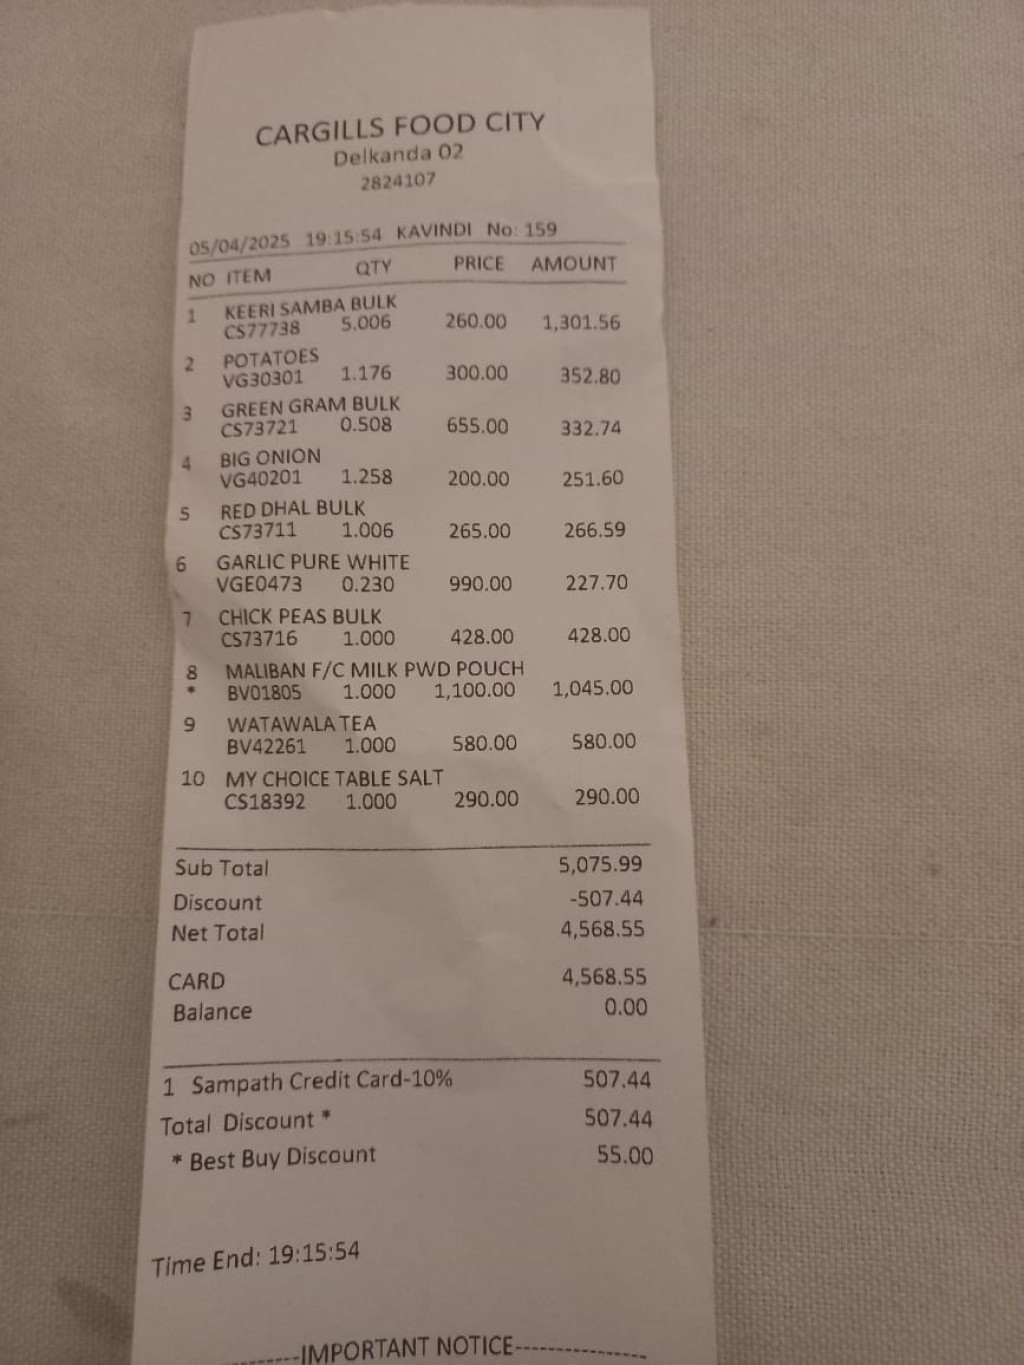 CARGILLS FOOD CITY
Delkanda 02
2824107
05/04/2025 19:15:54 KAVINDI No: 159
NO ITEM QTY PRICE AMOUNT
1 KEERI SAMBA BULK
CS77738 5.006 260.00 1,301.56
2 POTATOES
VG30301 1.176 300.00 352.80
3 GREEN GRAM BULK
CS73721 0.508 655.00 332.74
4 BIG ONION
VG40201 1.258 200.00 251.60
5 RED DHAL BULK
CS73711 1.006 265.00 266.59
6 GARLIC PURE WHITE
VGE0473 0.230 990.00 227.70
7 CHICK PEAS BULK
CS73716 1.000 428.00 428.00
8 MALIBAN F/C MILK PWD POUCH
* BV01805 1.000 1,100.00 1,045.00
9 WATAWALA TEA
BV42261 1.000 580.00 580.00
10 MY CHOICE TABLE SALT
CS18392 1.000 290.00 290.00
Sub Total 5,075.99
Discount -507.44
Net Total 4,568.55
CARD 4,568.55
Balance 0.00
1 Sampath Credit Card-10% 507.44
Total Discount * 507.44
* Best Buy Discount 55.00
Time End: 19:15:54
---------IMPORTANT NOTICE----------------